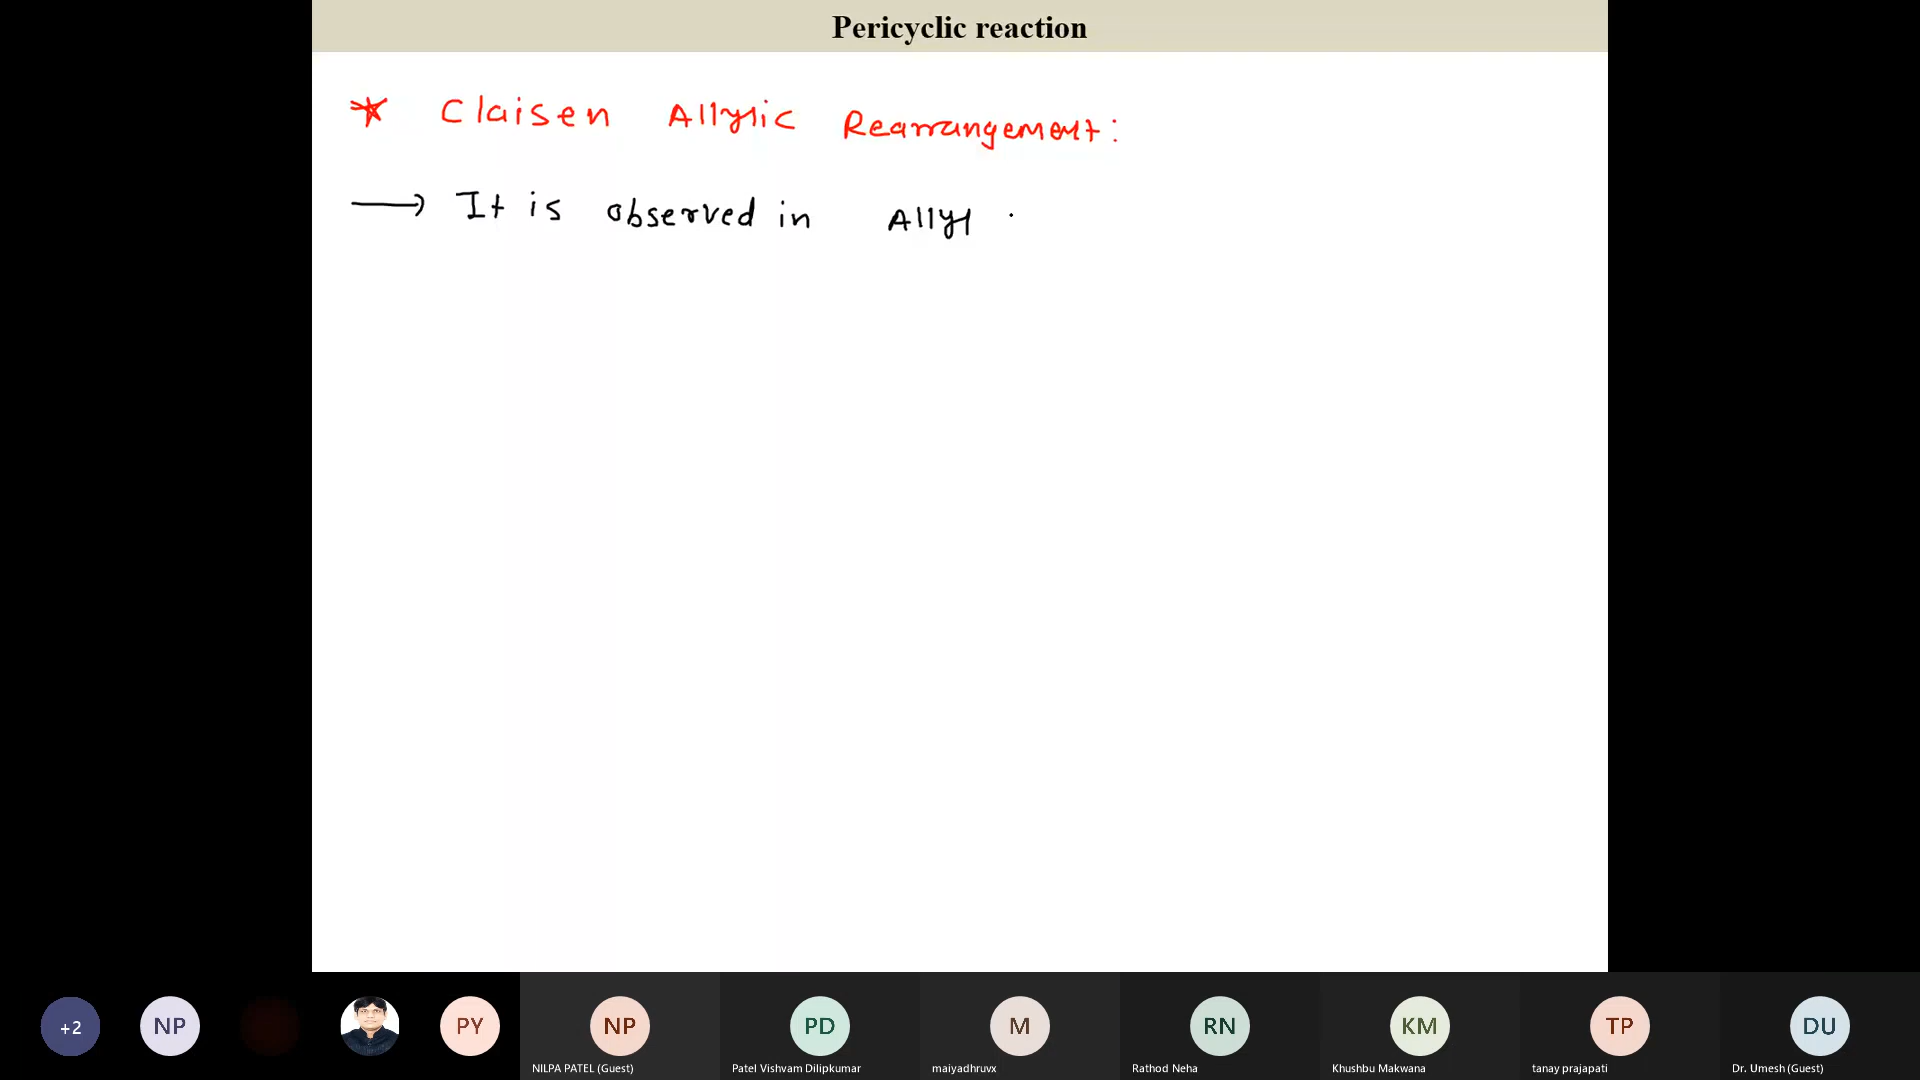 Pericyclic reaction
* Claisen Allylic Rearrangement:
→ It is observed in Allyl
+2
NP
PY
NP
PD
M
RN
KM
TP
DU
NILPA PATEL (Guest)
Patel Vishvam Dilipkumar
maiyadhruvx
Rathod Neha
Khushbu Makwana
tanay prajapati
Dr. Umesh (Guest)